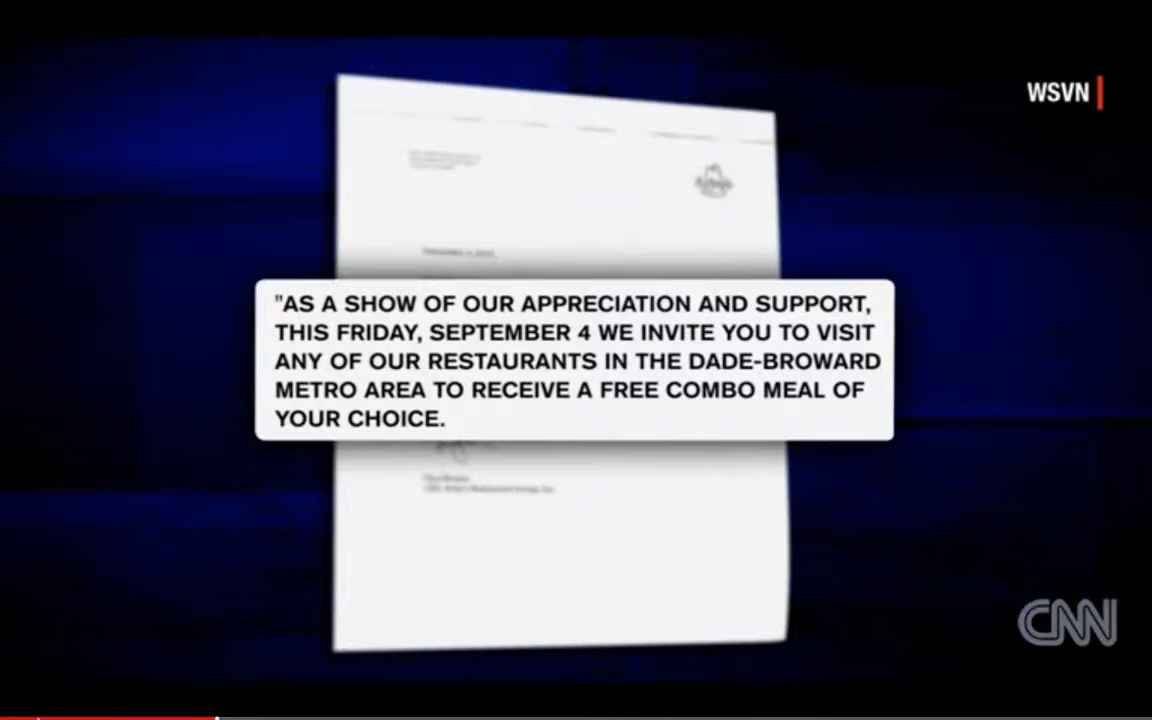 WSVN
"AS A SHOW OF OUR APPRECIATION AND SUPPORT,
THIS FRIDAY, SEPTEMBER 4 WE INVITE YOU TO VISIT
ANY OF OUR RESTAURANTS IN THE DADE-BROWARD
METRO AREA TO RECEIVE A FREE COMBO MEAL OF
YOUR CHOICE.
CNN